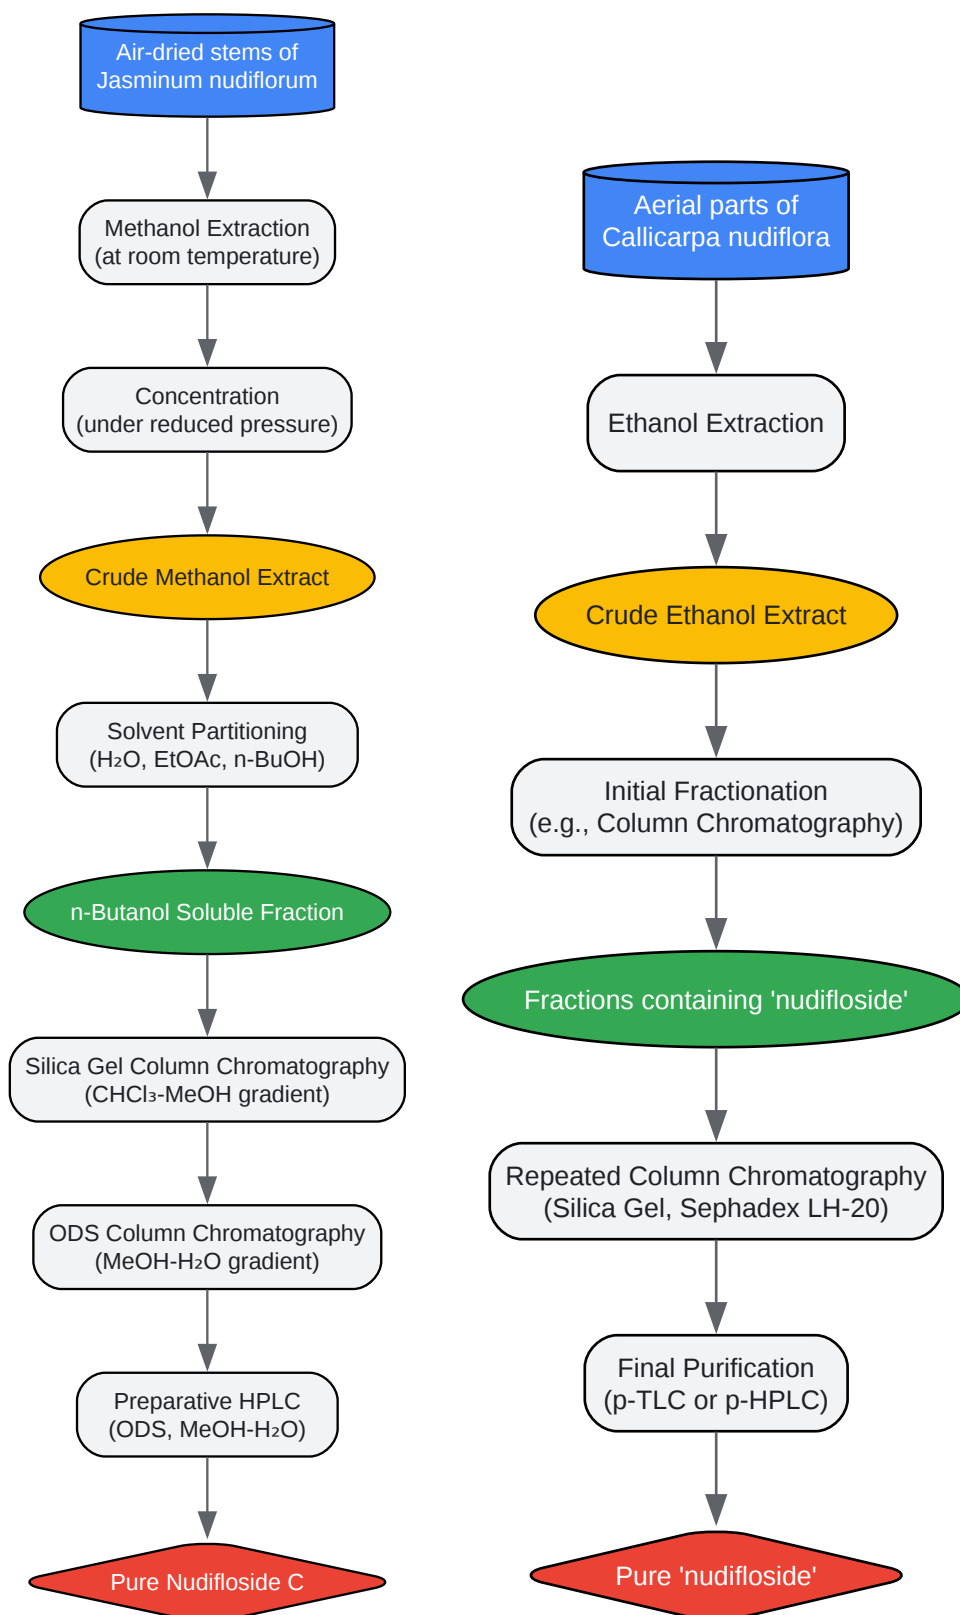 Air-dried stems of
Jasminum nudiflorum
Methanol Extraction
(at room temperature)
Concentration
(under reduced pressure)
Crude Methanol Extract
Solvent Partitioning
(H₂O, EtOAc, n-BuOH)
n-Butanol Soluble Fraction
Silica Gel Column Chromatography
(CHCl₃-MeOH gradient)
ODS Column Chromatography
(MeOH-H₂O gradient)
Preparative HPLC
(ODS, MeOH-H₂O)
Pure Nudifloside C
Aerial parts of
Callicarpa nudiflora
Ethanol Extraction
Crude Ethanol Extract
Initial Fractionation
(e.g., Column Chromatography)
Fractions containing 'nudifloside'
Repeated Column Chromatography
(Silica Gel, Sephadex LH-20)
Final Purification
(p-TLC or p-HPLC)
Pure 'nudifloside'